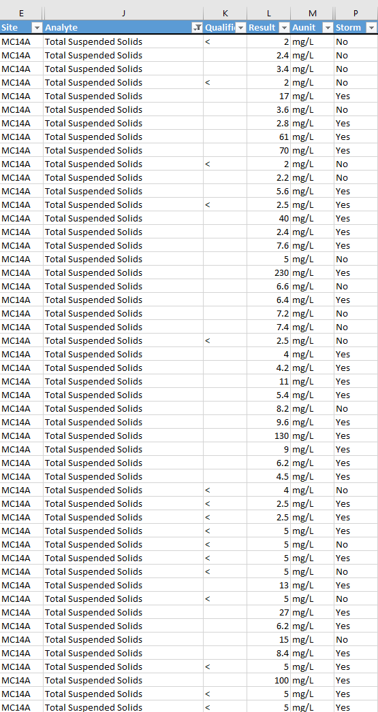 E J K L M P
Site Analyte Qualifi Result Aunit Storm
MC14A Total Suspended Solids < 2 mg/L No
MC14A Total Suspended Solids 2.4 mg/L No
MC14A Total Suspended Solids 3.4 mg/L No
MC14A Total Suspended Solids < 2 mg/L No
MC14A Total Suspended Solids 17 mg/L Yes
MC14A Total Suspended Solids 3.6 mg/L No
MC14A Total Suspended Solids 2.8 mg/L Yes
MC14A Total Suspended Solids 61 mg/L Yes
MC14A Total Suspended Solids 70 mg/L Yes
MC14A Total Suspended Solids < 2 mg/L No
MC14A Total Suspended Solids 2.2 mg/L No
MC14A Total Suspended Solids 5.6 mg/L Yes
MC14A Total Suspended Solids < 2.5 mg/L Yes
MC14A Total Suspended Solids 40 mg/L Yes
MC14A Total Suspended Solids 2.4 mg/L Yes
MC14A Total Suspended Solids 7.6 mg/L Yes
MC14A Total Suspended Solids 5 mg/L No
MC14A Total Suspended Solids 230 mg/L Yes
MC14A Total Suspended Solids 6.6 mg/L No
MC14A Total Suspended Solids 6.4 mg/L Yes
MC14A Total Suspended Solids 7.2 mg/L No
MC14A Total Suspended Solids 7.4 mg/L No
MC14A Total Suspended Solids < 2.5 mg/L No
MC14A Total Suspended Solids 4 mg/L Yes
MC14A Total Suspended Solids 4.2 mg/L Yes
MC14A Total Suspended Solids 11 mg/L Yes
MC14A Total Suspended Solids 5.4 mg/L Yes
MC14A Total Suspended Solids 8.2 mg/L No
MC14A Total Suspended Solids 9.6 mg/L Yes
MC14A Total Suspended Solids 130 mg/L Yes
MC14A Total Suspended Solids 9 mg/L Yes
MC14A Total Suspended Solids 6.2 mg/L Yes
MC14A Total Suspended Solids 4.5 mg/L Yes
MC14A Total Suspended Solids < 4 mg/L No
MC14A Total Suspended Solids < 2.5 mg/L Yes
MC14A Total Suspended Solids < 2.5 mg/L Yes
MC14A Total Suspended Solids < 5 mg/L Yes
MC14A Total Suspended Solids < 5 mg/L No
MC14A Total Suspended Solids < 5 mg/L Yes
MC14A Total Suspended Solids < 5 mg/L No
MC14A Total Suspended Solids 13 mg/L Yes
MC14A Total Suspended Solids < 5 mg/L No
MC14A Total Suspended Solids 27 mg/L Yes
MC14A Total Suspended Solids 6.2 mg/L Yes
MC14A Total Suspended Solids 15 mg/L No
MC14A Total Suspended Solids 8.4 mg/L Yes
MC14A Total Suspended Solids < 5 mg/L Yes
MC14A Total Suspended Solids 100 mg/L Yes
MC14A Total Suspended Solids < 5 mg/L Yes
MC14A Total Suspended Solids < 5 mg/L Yes